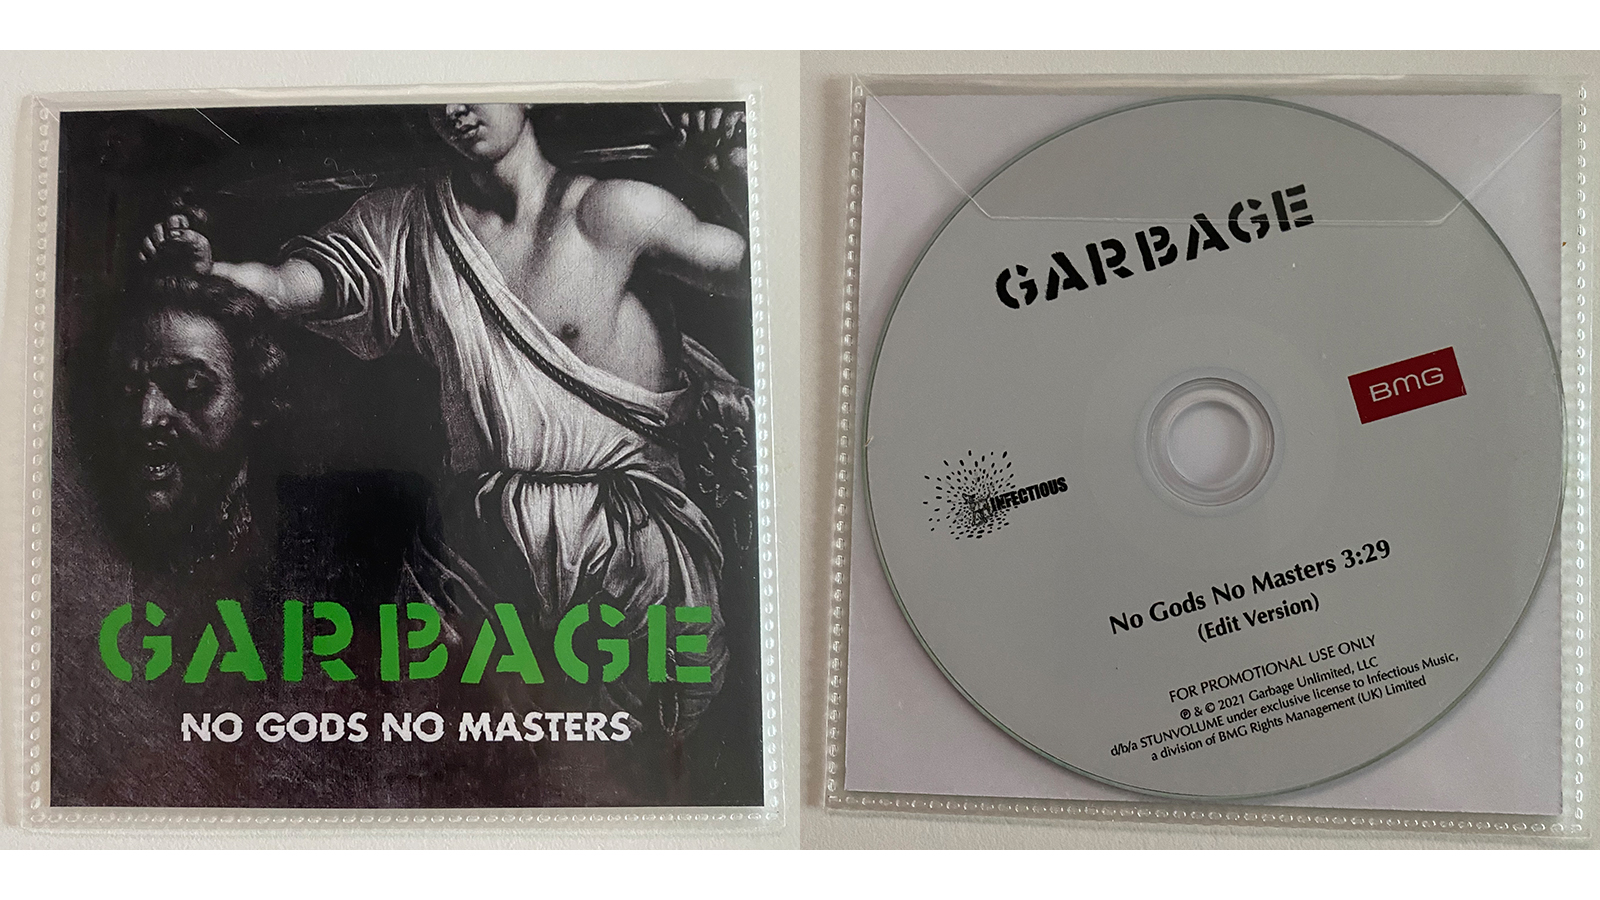 GARBAGE
NO GODS NO MASTERS
GARBAGE
BMG
INFECTIOUS
No Gods No Masters 3:29
(Edit Version)
FOR PROMOTIONAL USE ONLY
℗ & © 2021 Garbage Unlimited, LLC
d/b/a STUNVOLUME under exclusive license to Infectious Music,
a division of BMG Rights Management (UK) Limited